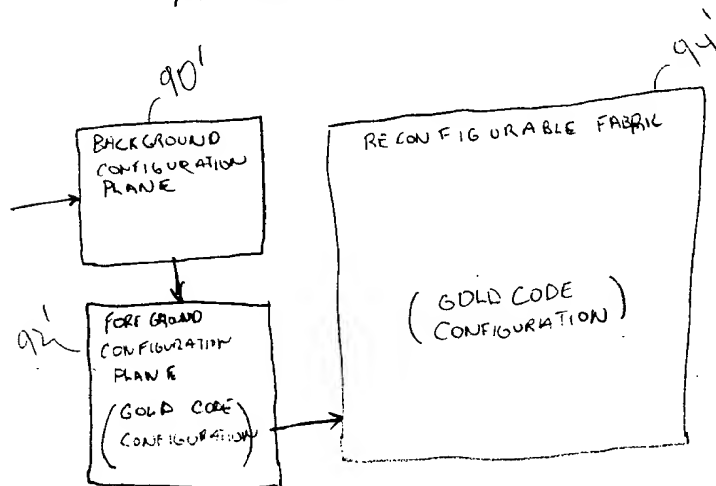 90'
94'
BACKGROUND
CONFIGURATION
PLANE
RECONFIGURABLE FABRIC
(GOLD CODE
CONFIGURATION)
92'
FOREGROUND
CONFIGURATION
PLANE
(GOLD CODE
CONFIGURATION)